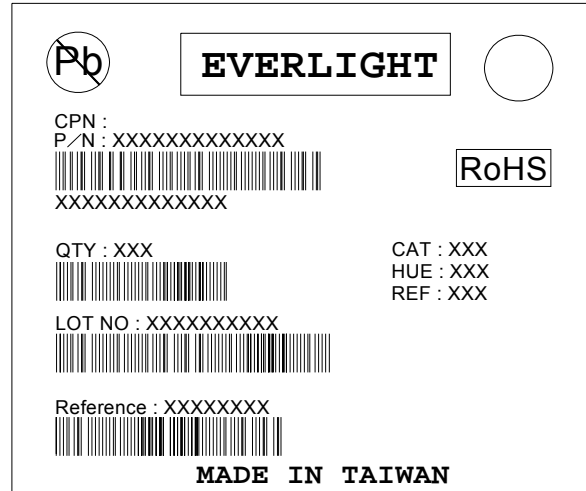 Pb EVERLIGHT
CPN :
P/N : XXXXXXXXXXXXX
RoHS
XXXXXXXXXXXXX
QTY : XXX
CAT : XXX
HUE : XXX
REF : XXX
LOT NO : XXXXXXXXXX
Reference : XXXXXXXX
MADE IN TAIWAN